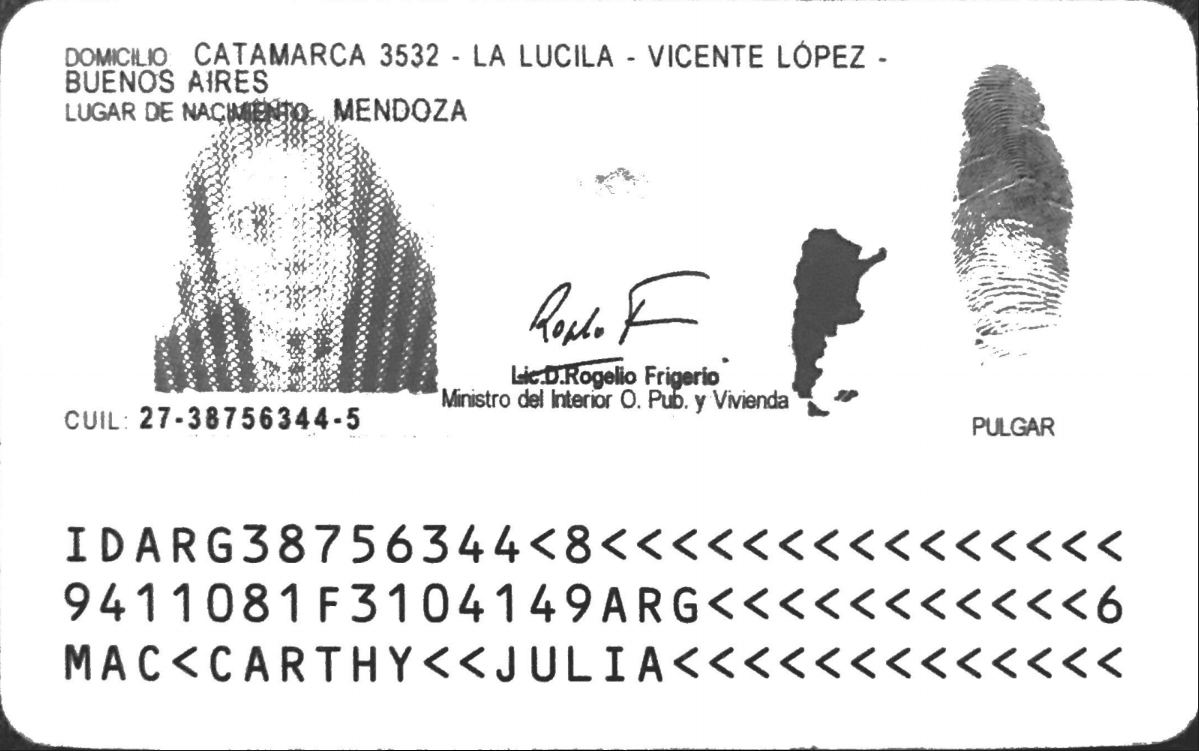 DOMICILIO: CATAMARCA 3532 - LA LUCILA - VICENTE LÓPEZ -
BUENOS AIRES
LUGAR DE NACIMIENTO: MENDOZA
Lic.D.Rogelio Frigerio
Ministro del Interior O. Pub. y Vivienda
CUIL: 27-38756344-5
PULGAR
IDARG38756344<8<<<<<<<<<<<<<<<
9411081F3104149ARG<<<<<<<<<<<6
MAC<CARTHY<<JULIA<<<<<<<<<<<<<